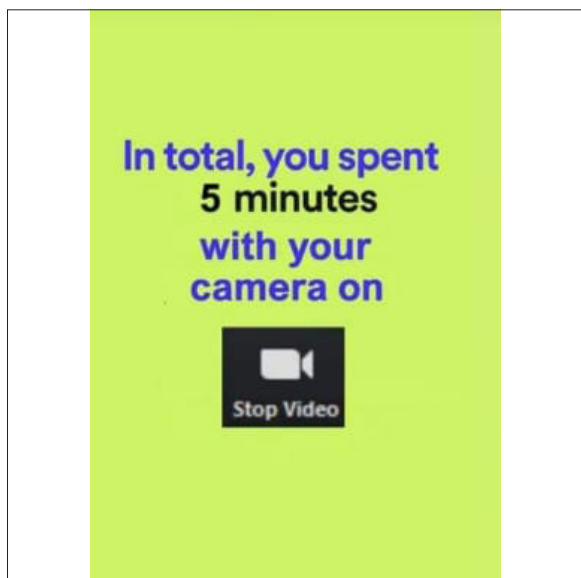 In total, you spent
5 minutes
with your
camera on
Stop Video